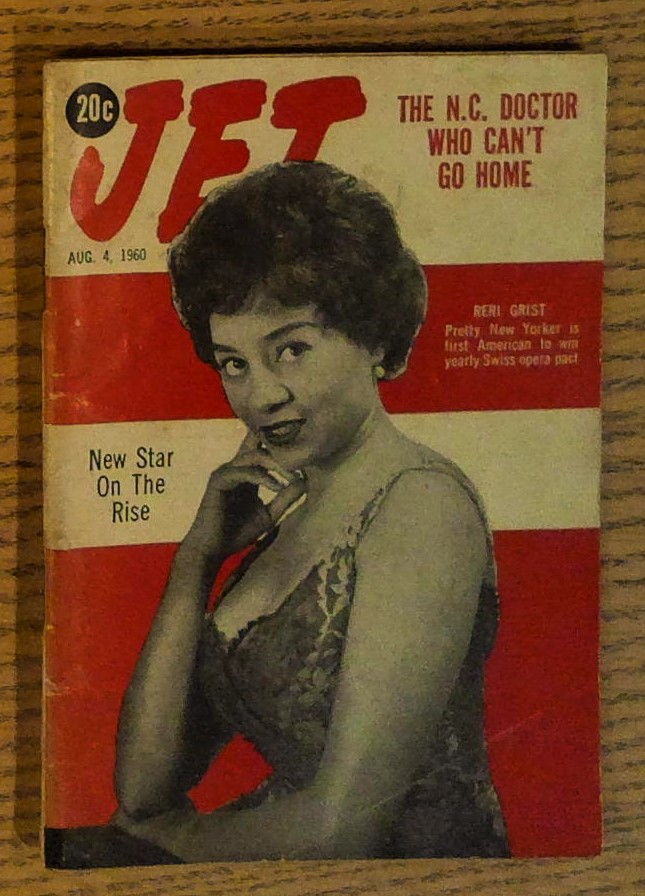 20c
JET
THE N.C. DOCTOR
WHO CAN'T
GO HOME
AUG. 4, 1960
RERI GRIST
Pretty New Yorker is
first American to win
yearly Swiss opera pact
New Star
On The
Rise